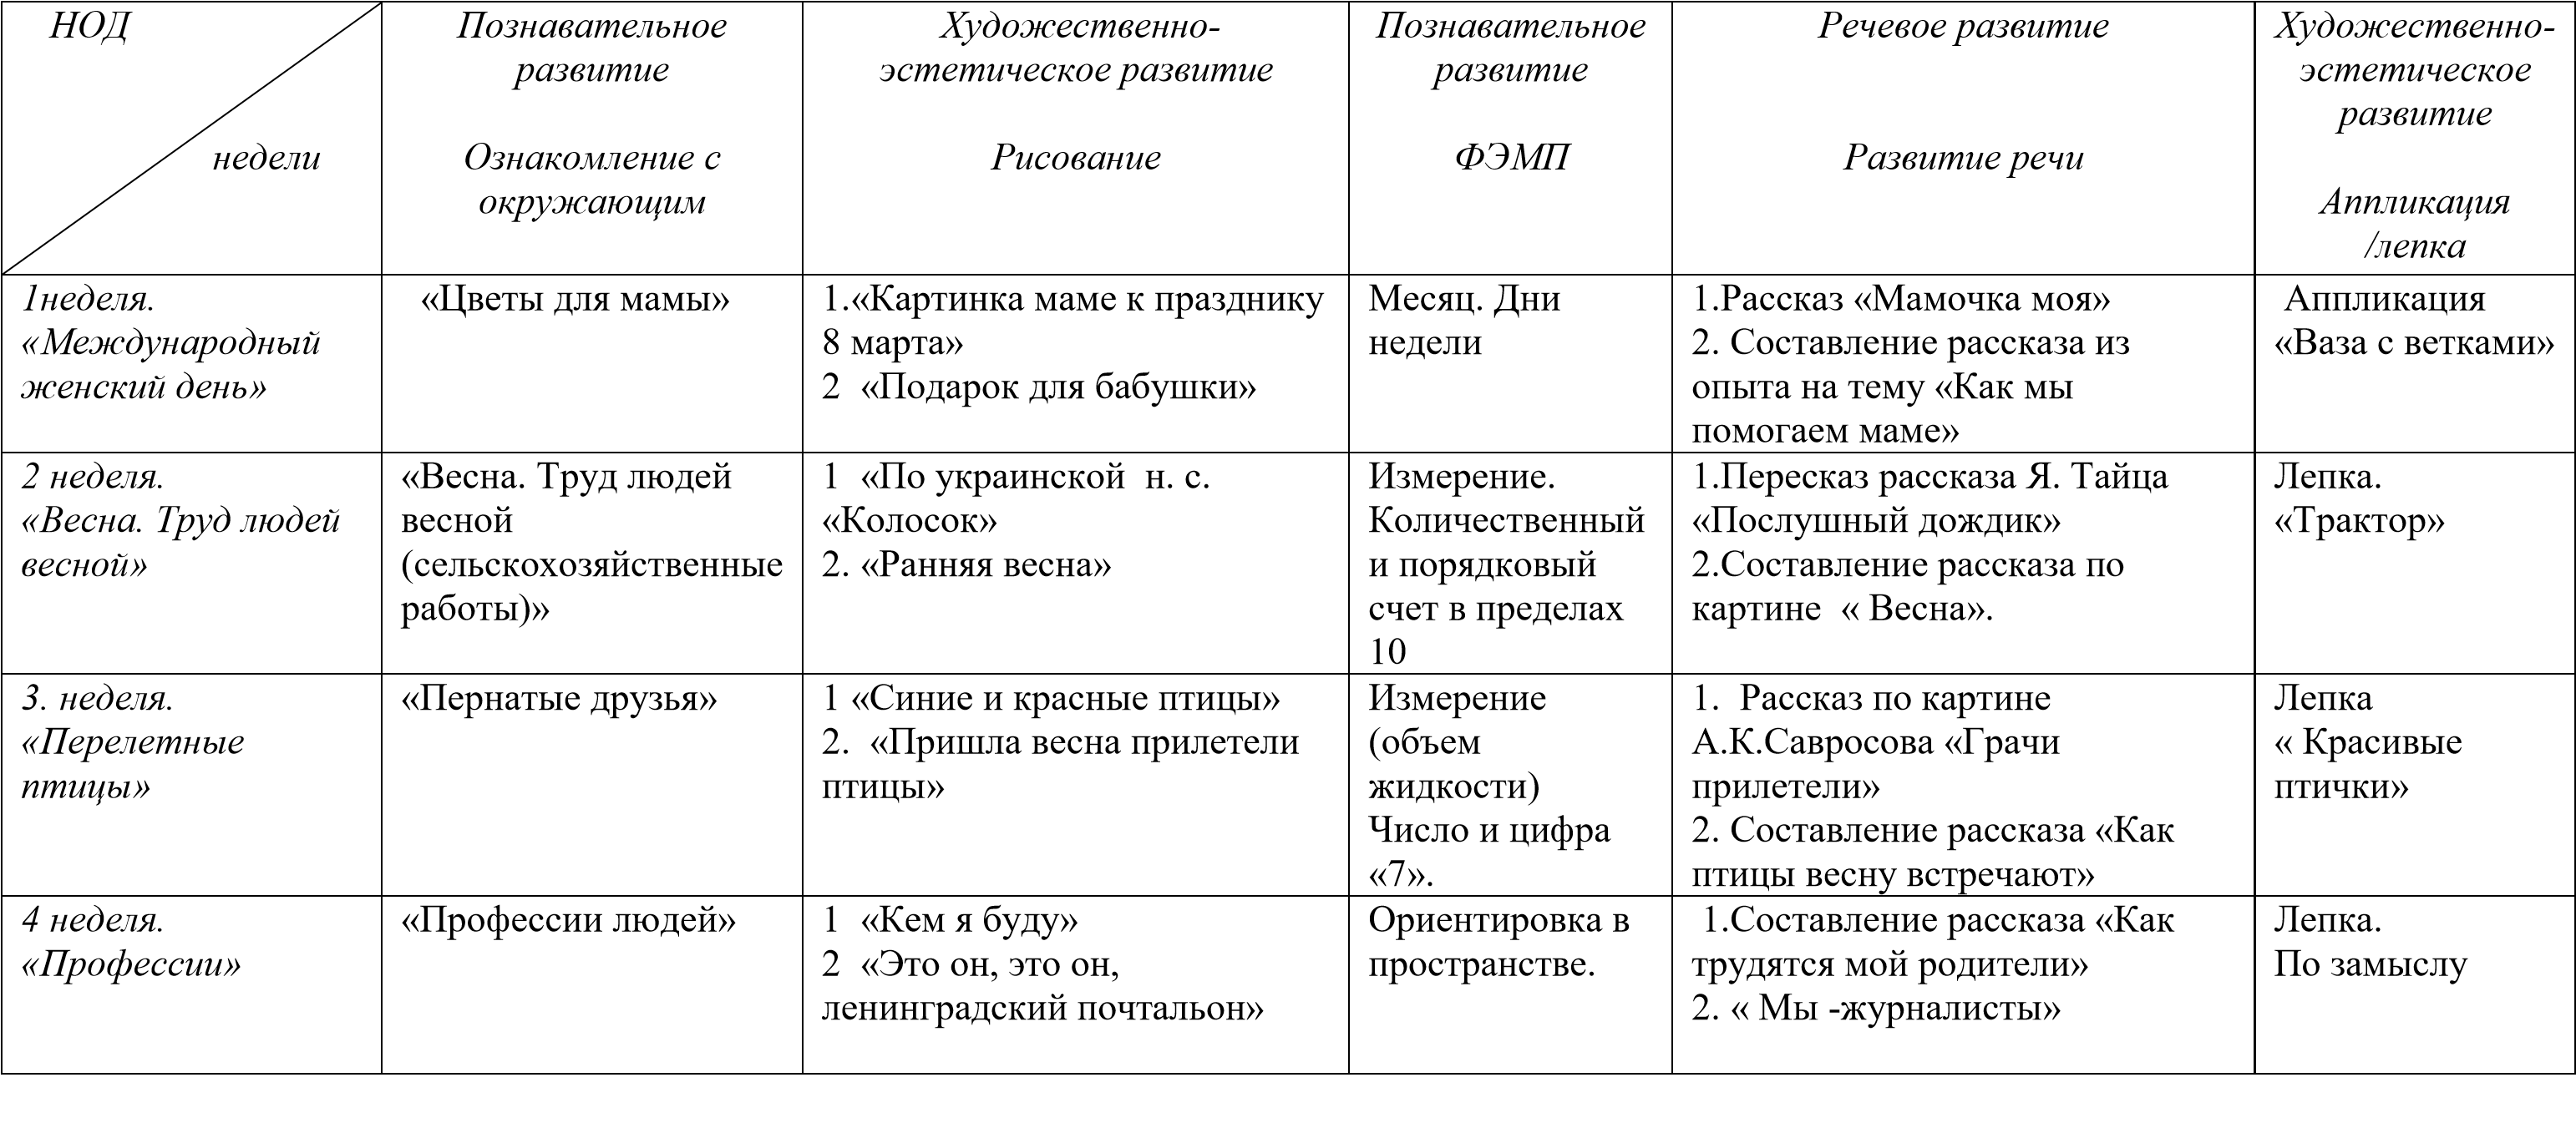 НОД
недели
Познавательное
развитие
Ознакомление с
окружающим
Художественно-
эстетическое развитие
Рисование
Познавательное
развитие
ФЭМП
Речевое развитие
Развитие речи
Художественно-
эстетическое
развитие
Аппликация
/лепка
1неделя.
«Международный
женский день»
«Цветы для мамы»
1.«Картинка маме к празднику
8 марта»
2 «Подарок для бабушки»
Месяц. Дни
недели
1.Рассказ «Мамочка моя»
2. Составление рассказа из
опыта на тему «Как мы
помогаем маме»
Аппликация
«Ваза с ветками»
2 неделя.
«Весна. Труд людей
весной»
«Весна. Труд людей
весной
(сельскохозяйственные
работы)»
1 «По украинской н. с.
«Колосок»
2. «Ранняя весна»
Измерение.
Количественный
и порядковый
счет в пределах
10
1.Пересказ рассказа Я. Тайца
«Послушный дождик»
2.Составление рассказа по
картине « Весна».
Лепка.
«Трактор»
3. неделя.
«Перелетные
птицы»
«Пернатые друзья»
1 «Синие и красные птицы»
2. «Пришла весна прилетели
птицы»
Измерение
(объем
жидкости)
Число и цифра
«7».
1. Рассказ по картине
А.К.Савросова «Грачи
прилетели»
2. Составление рассказа «Как
птицы весну встречают»
Лепка
« Красивые
птички»
4 неделя.
«Профессии»
«Профессии людей»
1 «Кем я буду»
2 «Это он, это он,
ленинградский почтальон»
Ориентировка в
пространстве.
1.Составление рассказа «Как
трудятся мой родители»
2. « Мы -журналисты»
Лепка.
По замыслу